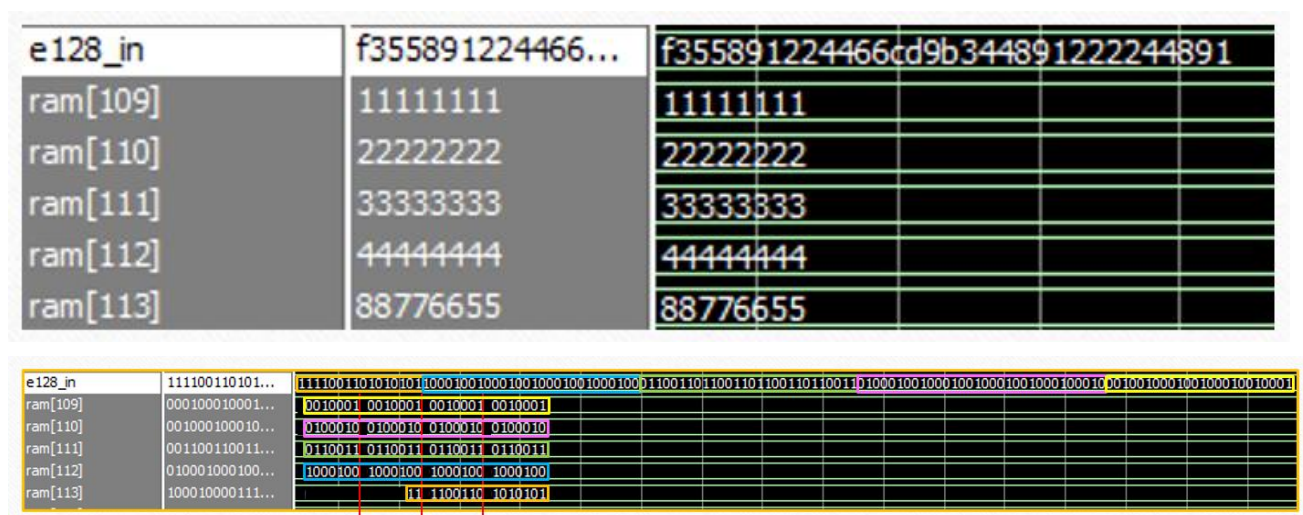 e128_in f355891224466... f355891224466cd9b344891222244891
ram[109] 11111111 11111111
ram[110] 22222222 22222222
ram[111] 33333333 33333333
ram[112] 44444444 44444444
ram[113] 88776655 88776655
e128_in 111100110101... 11110011010101011000100100010010001001000100011001101100110110011011001101000100100010010001001000100010001001000100100010010001
ram[109] 000100010001... 0010001 0010001 0010001 0010001
ram[110] 001000100010... 0100010 0100010 0100010 0100010
ram[111] 001100110011... 0110011 0110011 0110011 0110011
ram[112] 010001000100... 1000100 1000100 1000100 1000100
ram[113] 100010000111... 11 1100110 1010101